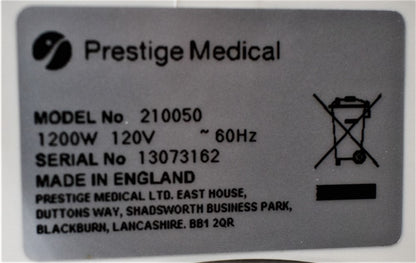 Prestige Medical
MODEL No 210050
1200W 120V ~ 60Hz
SERIAL No 13073162
MADE IN ENGLAND
PRESTIGE MEDICAL LTD. EAST HOUSE,
DUTTONS WAY, SHADSWORTH BUSINESS PARK,
BLACKBURN, LANCASHIRE. BB1 2QR